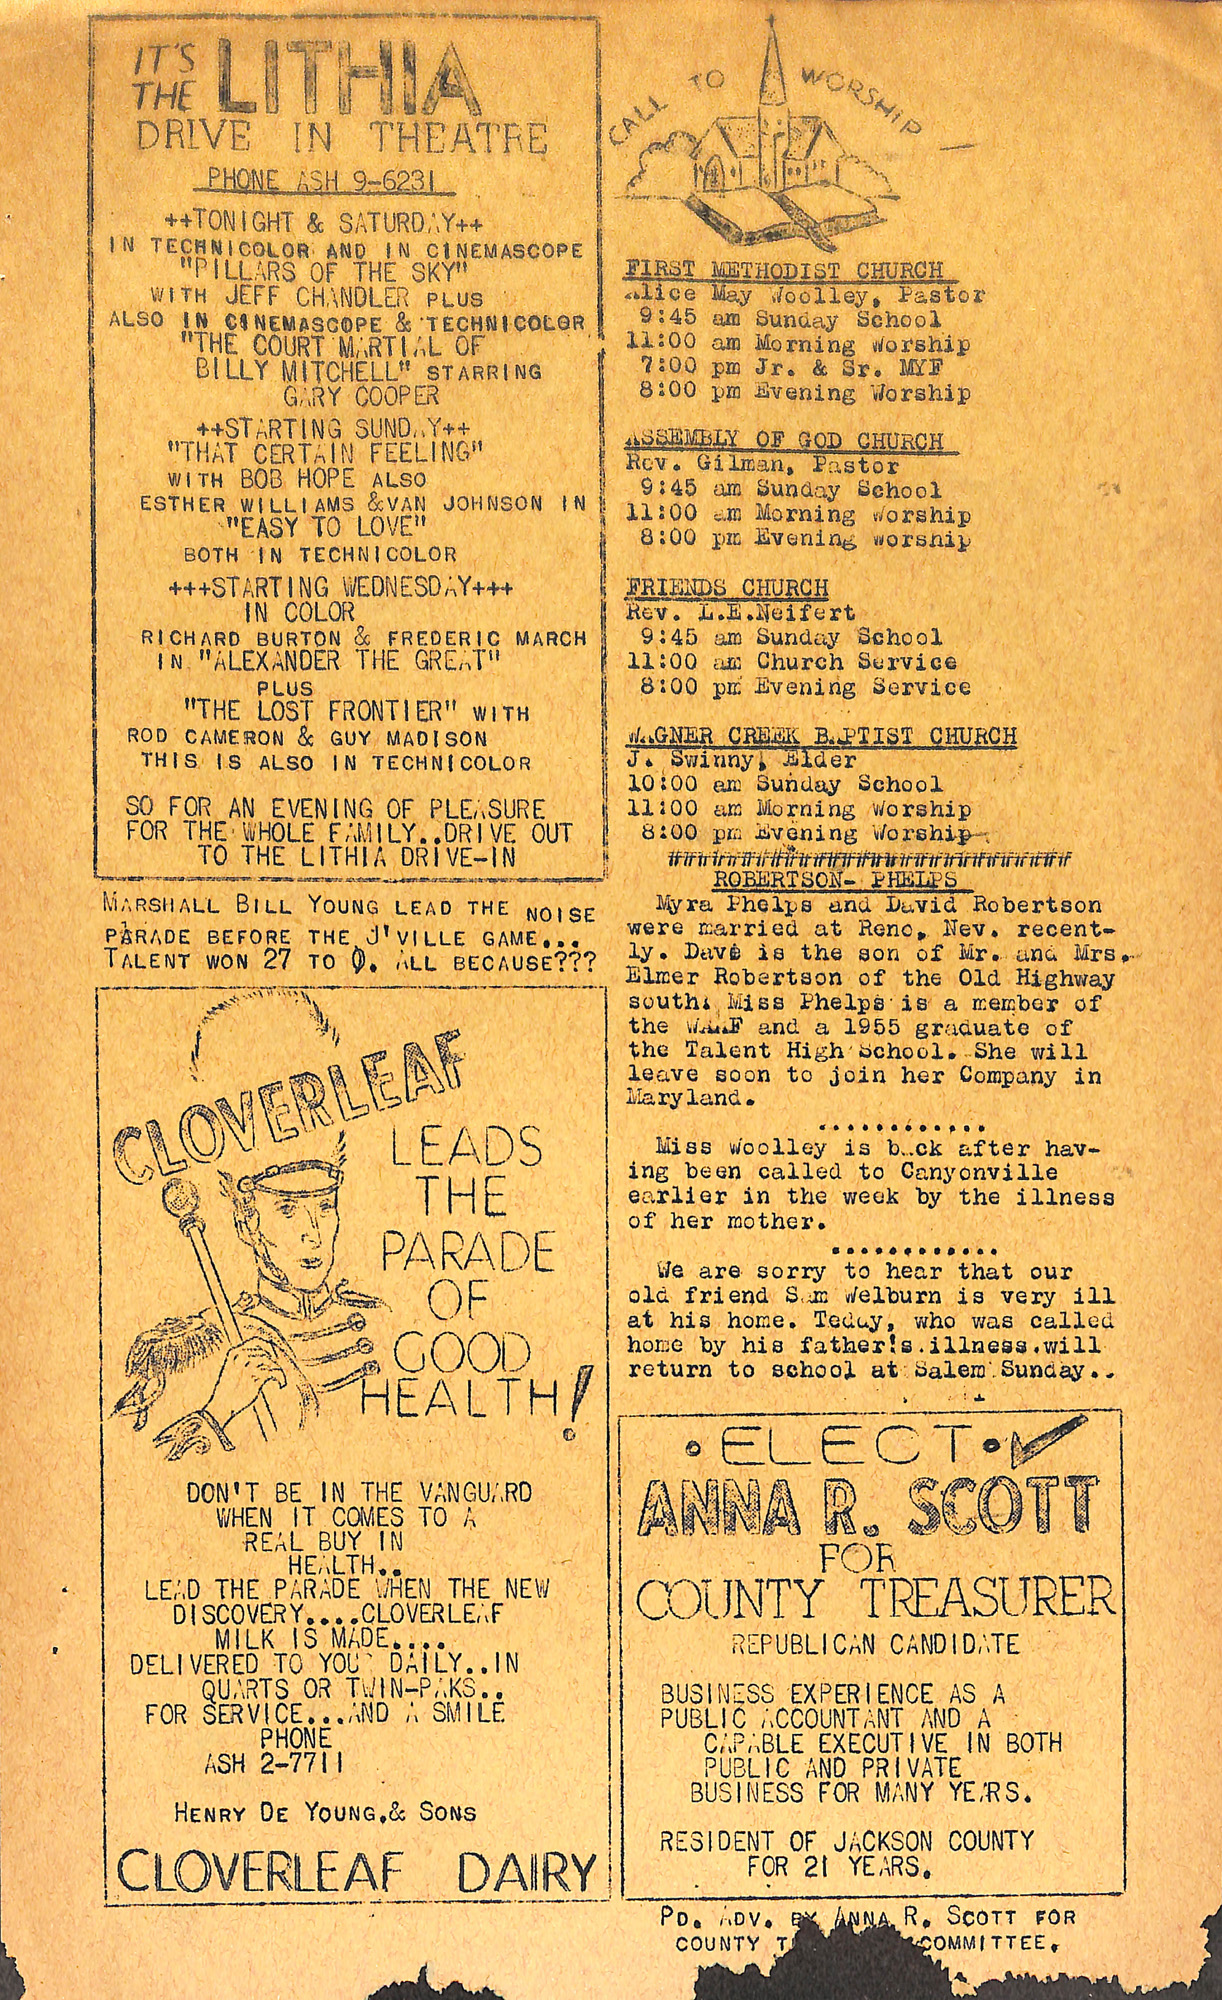 IT'S
THE LITHIA
DRIVE IN THEATRE
PHONE ASH 9-6231
++TONIGHT & SATURDAY++
IN TECHNICOLOR AND IN CINEMASCOPE
"PILLARS OF THE SKY"
WITH JEFF CHANDLER PLUS
ALSO IN CINEMASCOPE & TECHNICOLOR
"THE COURT MARTIAL OF
BILLY MITCHELL" STARRING
GARY COOPER
++STARTING SUNDAY++
"THAT CERTAIN FEELING"
WITH BOB HOPE ALSO
ESTHER WILLIAMS &VAN JOHNSON IN
"EASY TO LOVE"
BOTH IN TECHNICOLOR
+++STARTING WEDNESDAY+++
IN COLOR
RICHARD BURTON & FREDERIC MARCH
IN "ALEXANDER THE GREAT"
PLUS
"THE LOST FRONTIER" WITH
ROD CAMERON & GUY MADISON
THIS IS ALSO IN TECHNICOLOR
SO FOR AN EVENING OF PLEASURE
FOR THE WHOLE FAMILY..DRIVE OUT
TO THE LITHIA DRIVE-IN
MARSHALL BILL YOUNG LEAD THE NOISE
PARADE BEFORE THE J'VILLE GAME...
TALENT WON 27 TO 0. ALL BECAUSE???
CLOVERLEAF
LEADS
THE
PARADE
OF
GOOD
HEALTH!
DON'T BE IN THE VANGUARD
WHEN IT COMES TO A
REAL BUY IN
HEALTH..
LEAD THE PARADE WHEN THE NEW
DISCOVERY....CLOVERLEAF
MILK IS MADE....
DELIVERED TO YOU DAILY..IN
QUARTS OR TWIN-PAKS..
FOR SERVICE...AND A SMILE
PHONE
ASH 2-7711
HENRY DE YOUNG.& SONS
CLOVERLEAF DAIRY
CALL TO WORSHIP
FIRST METHODIST CHURCH
Alice May Woolley, Pastor
9:45 am Sunday School
11:00 am Morning Worship
7:00 pm Jr. & Sr. MYF
8:00 pm Evening Worship
ASSEMBLY OF GOD CHURCH
Rev. Gilman, Pastor
9:45 am Sunday School
11:00 am Morning Worship
8:00 pm Evening Worship
FRIENDS CHURCH
Rev. L.E.Neifert
9:45 am Sunday School
11:00 am Church Service
8:00 pm Evening Service
WAGNER CREEK BAPTIST CHURCH
J. Swinny, Elder
10:00 am Sunday School
11:00 am Morning Worship
8:00 pm Evening Worship
############################
ROBERTSON- PHELPS
Myra Phelps and David Robertson
were married at Reno, Nev. recent-
ly. Dave is the son of Mr. and Mrs.
Elmer Robertson of the Old Highway
south. Miss Phelps is a member of
the WAAF and a 1955 graduate of
the Talent High School. She will
leave soon to join her Company in
Maryland.
............
Miss Woolley is back after hav-
ing been called to Canyonville
earlier in the week by the illness
of her mother.
............
We are sorry to hear that our
old friend Sam Welburn is very ill
at his home. Teddy, who was called
home by his father's illness will
return to school at Salem Sunday..
ELECT
ANNA R. SCOTT
FOR
COUNTY TREASURER
REPUBLICAN CANDIDATE
BUSINESS EXPERIENCE AS A
PUBLIC ACCOUNTANT AND A
CAPABLE EXECUTIVE IN BOTH
PUBLIC AND PRIVATE
BUSINESS FOR MANY YEARS.
RESIDENT OF JACKSON COUNTY
FOR 21 YEARS.
PD. ADV. BY ANNA R. SCOTT FOR
COUNTY COMMITTEE.